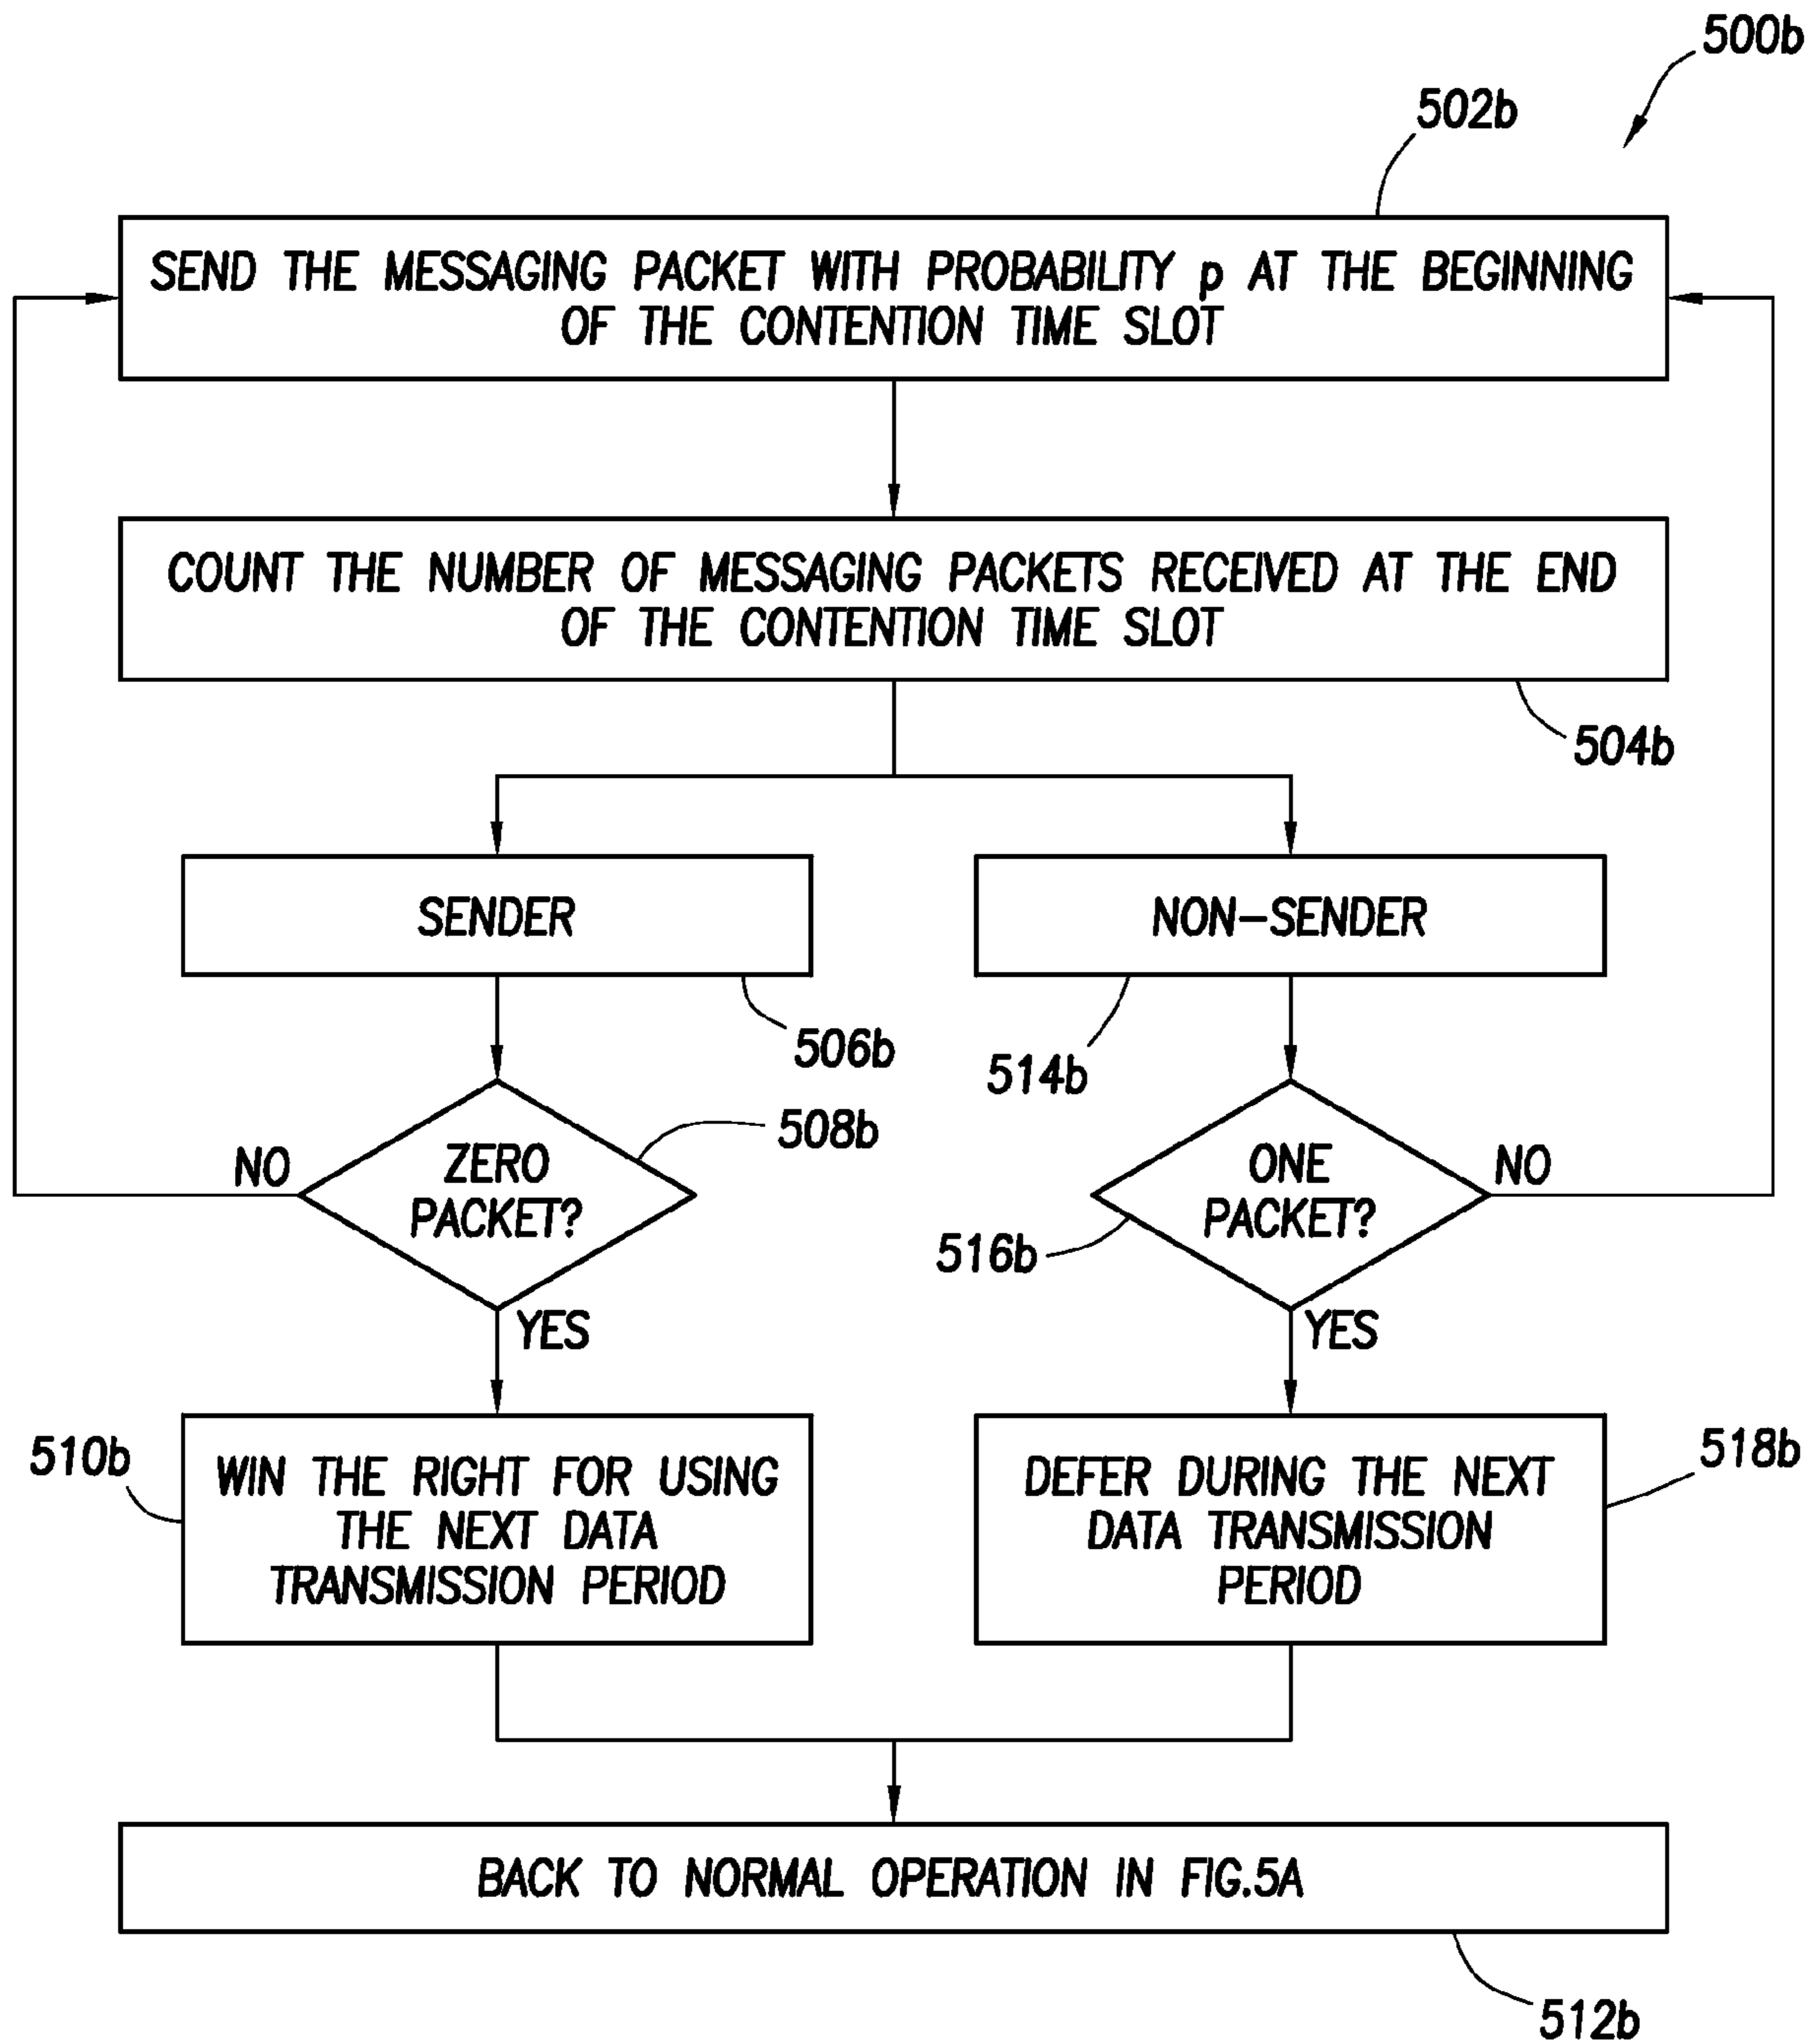 500b
502b
SEND THE MESSAGING PACKET WITH PROBABILITY p AT THE BEGINNING
OF THE CONTENTION TIME SLOT
COUNT THE NUMBER OF MESSAGING PACKETS RECEIVED AT THE END
OF THE CONTENTION TIME SLOT
504b
SENDER
NON-SENDER
506b
514b
508b
NO
ZERO
PACKET?
ONE
PACKET?
NO
516b
YES
YES
510b
WIN THE RIGHT FOR USING
THE NEXT DATA
TRANSMISSION PERIOD
DEFER DURING THE NEXT
DATA TRANSMISSION
PERIOD
518b
BACK TO NORMAL OPERATION IN FIG.5A
512b